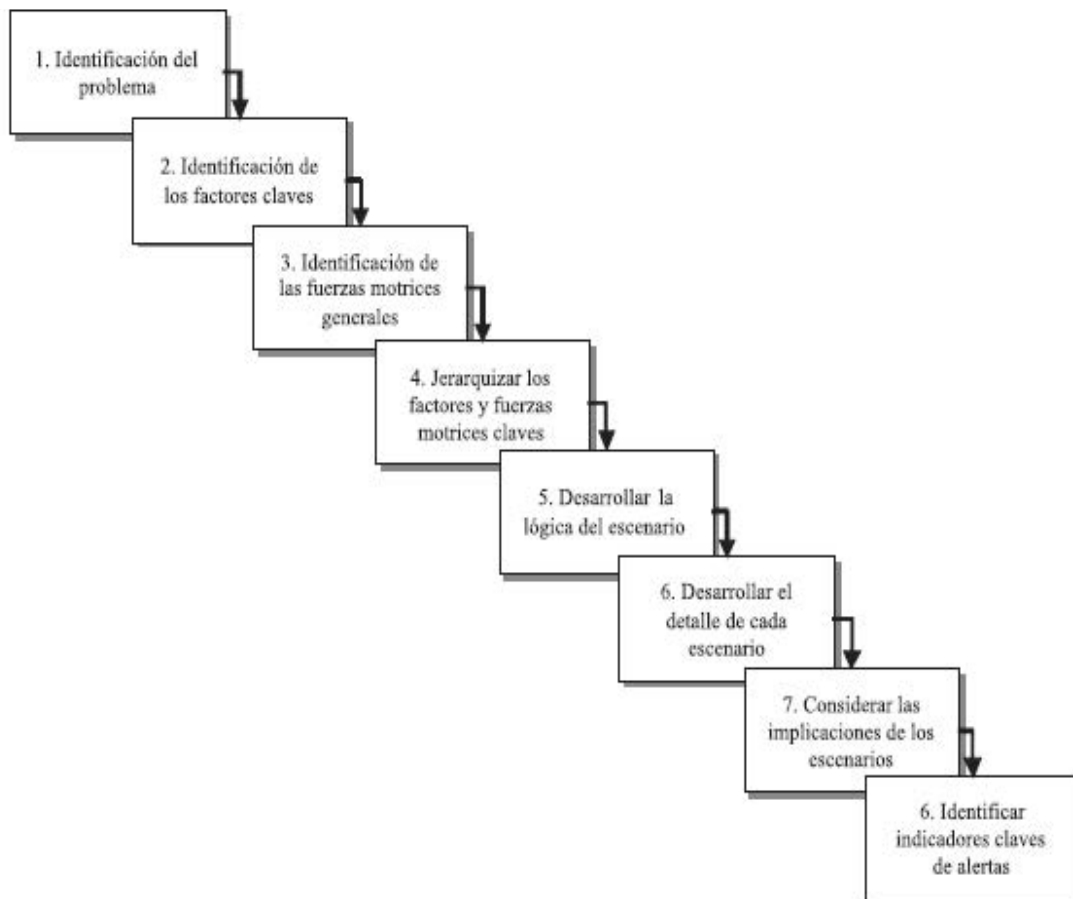 1. Identificación del
problema
2. Identificación de
los factores claves
3. Identificación de
las fuerzas motrices
generales
4. Jerarquizar los
factores y fuerzas
motrices claves
5. Desarrollar la
lógica del escenario
6. Desarrollar el
detalle de cada
escenario
7. Considerar las
implicaciones de los
escenarios
6. Identificar
indicadores claves
de alertas